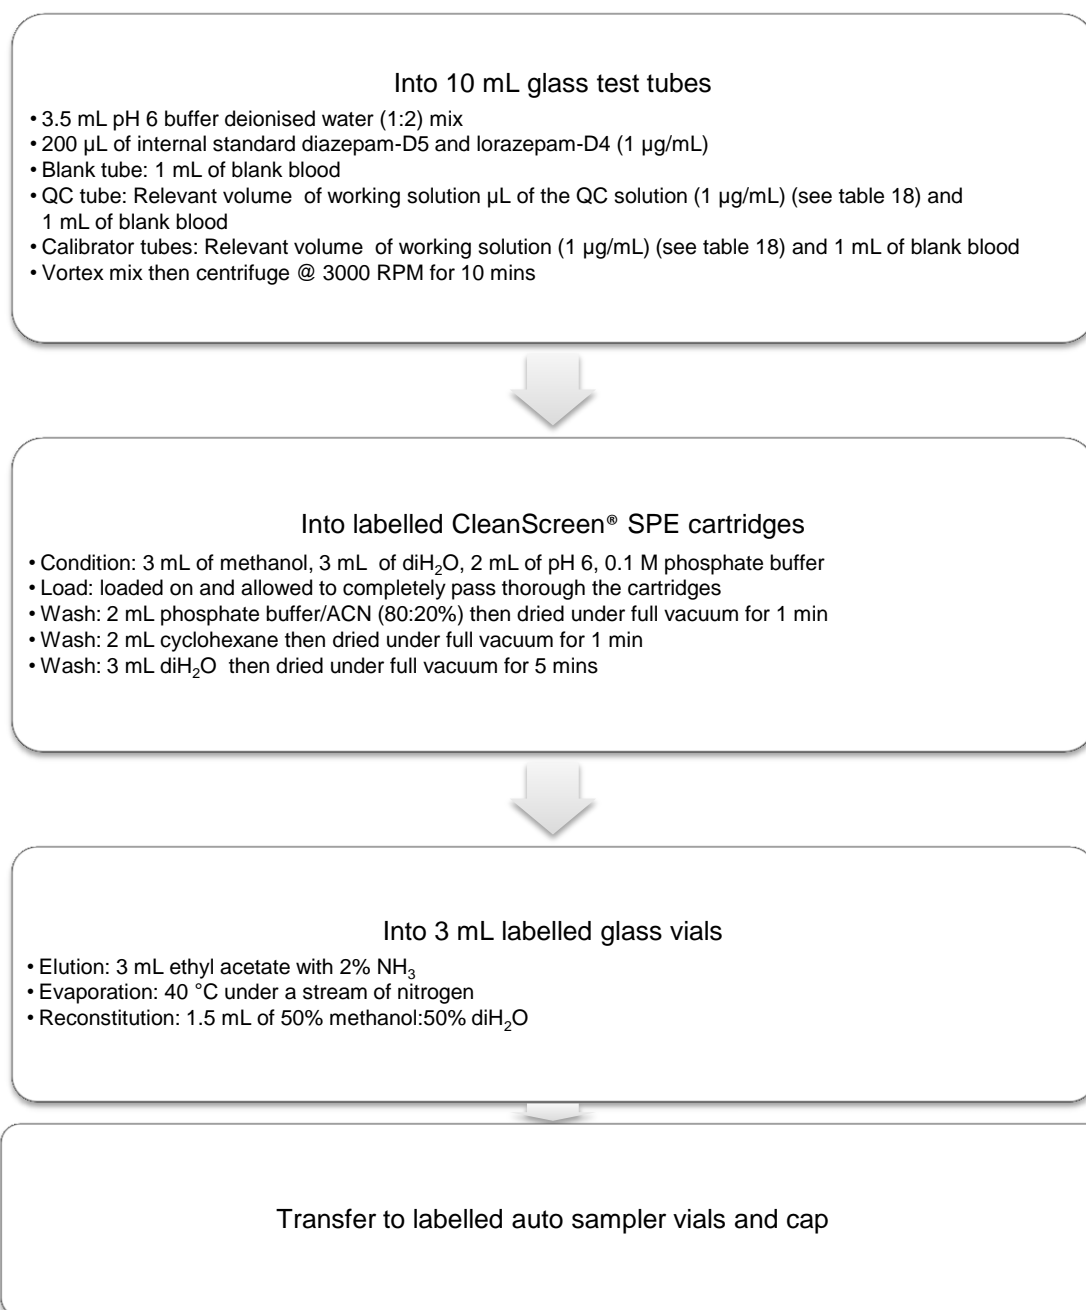 Into 10 mL glass test tubes
• 3.5 mL pH 6 buffer deionised water (1:2) mix
• 200 µL of internal standard diazepam-D5 and lorazepam-D4 (1 µg/mL)
• Blank tube: 1 mL of blank blood
• QC tube: Relevant volume of working solution µL of the QC solution (1 µg/mL) (see table 18) and
1 mL of blank blood
• Calibrator tubes: Relevant volume of working solution (1 µg/mL) (see table 18) and 1 mL of blank blood
• Vortex mix then centrifuge @ 3000 RPM for 10 mins
Into labelled CleanScreen® SPE cartridges
• Condition: 3 mL of methanol, 3 mL of diH₂O, 2 mL of pH 6, 0.1 M phosphate buffer
• Load: loaded on and allowed to completely pass thorough the cartridges
• Wash: 2 mL phosphate buffer/ACN (80:20%) then dried under full vacuum for 1 min
• Wash: 2 mL cyclohexane then dried under full vacuum for 1 min
• Wash: 3 mL diH₂O then dried under full vacuum for 5 mins
Into 3 mL labelled glass vials
• Elution: 3 mL ethyl acetate with 2% NH₃
• Evaporation: 40 °C under a stream of nitrogen
• Reconstitution: 1.5 mL of 50% methanol:50% diH₂O
Transfer to labelled auto sampler vials and cap